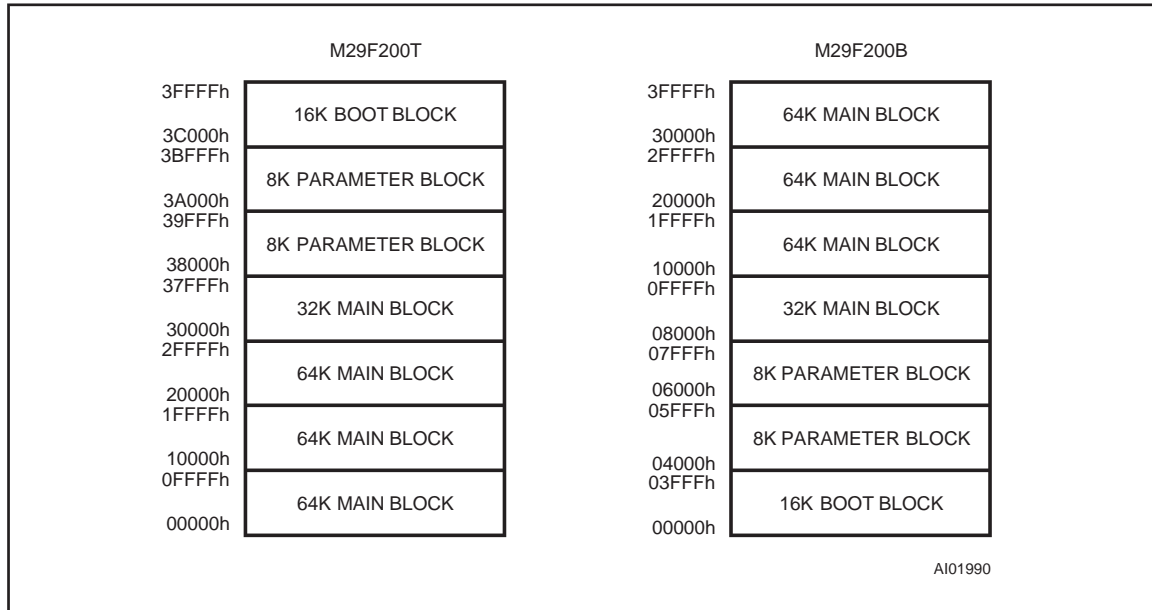 M29F200T
3FFFFh
16K BOOT BLOCK
3C000h
3BFFFh
8K PARAMETER BLOCK
3A000h
39FFFh
8K PARAMETER BLOCK
38000h
37FFFh
32K MAIN BLOCK
30000h
2FFFFh
64K MAIN BLOCK
20000h
1FFFFh
64K MAIN BLOCK
10000h
0FFFFh
64K MAIN BLOCK
00000h
M29F200B
3FFFFh
64K MAIN BLOCK
30000h
2FFFFh
64K MAIN BLOCK
20000h
1FFFFh
64K MAIN BLOCK
10000h
0FFFFh
32K MAIN BLOCK
08000h
07FFFh
8K PARAMETER BLOCK
06000h
05FFFh
8K PARAMETER BLOCK
04000h
03FFFh
16K BOOT BLOCK
00000h
AI01990